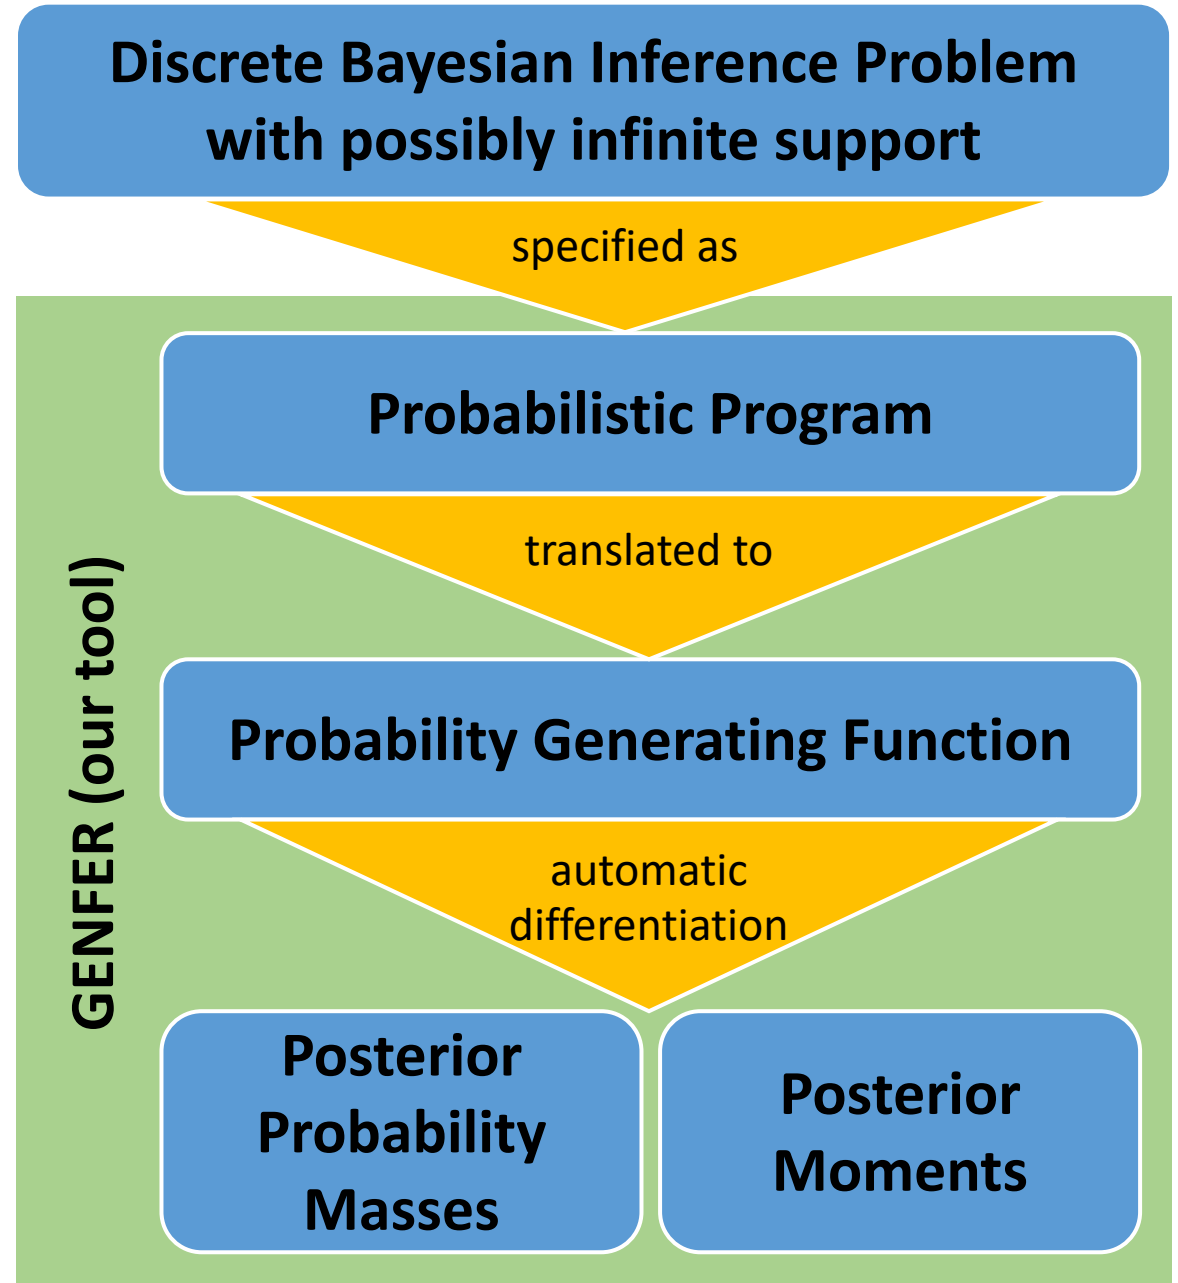 Discrete Bayesian Inference Problem
with possibly infinite support
specified as
Probabilistic Program
translated to
Probability Generating Function
automatic
differentiation
Posterior
Probability
Masses
Posterior
Moments
GENFER (our tool)